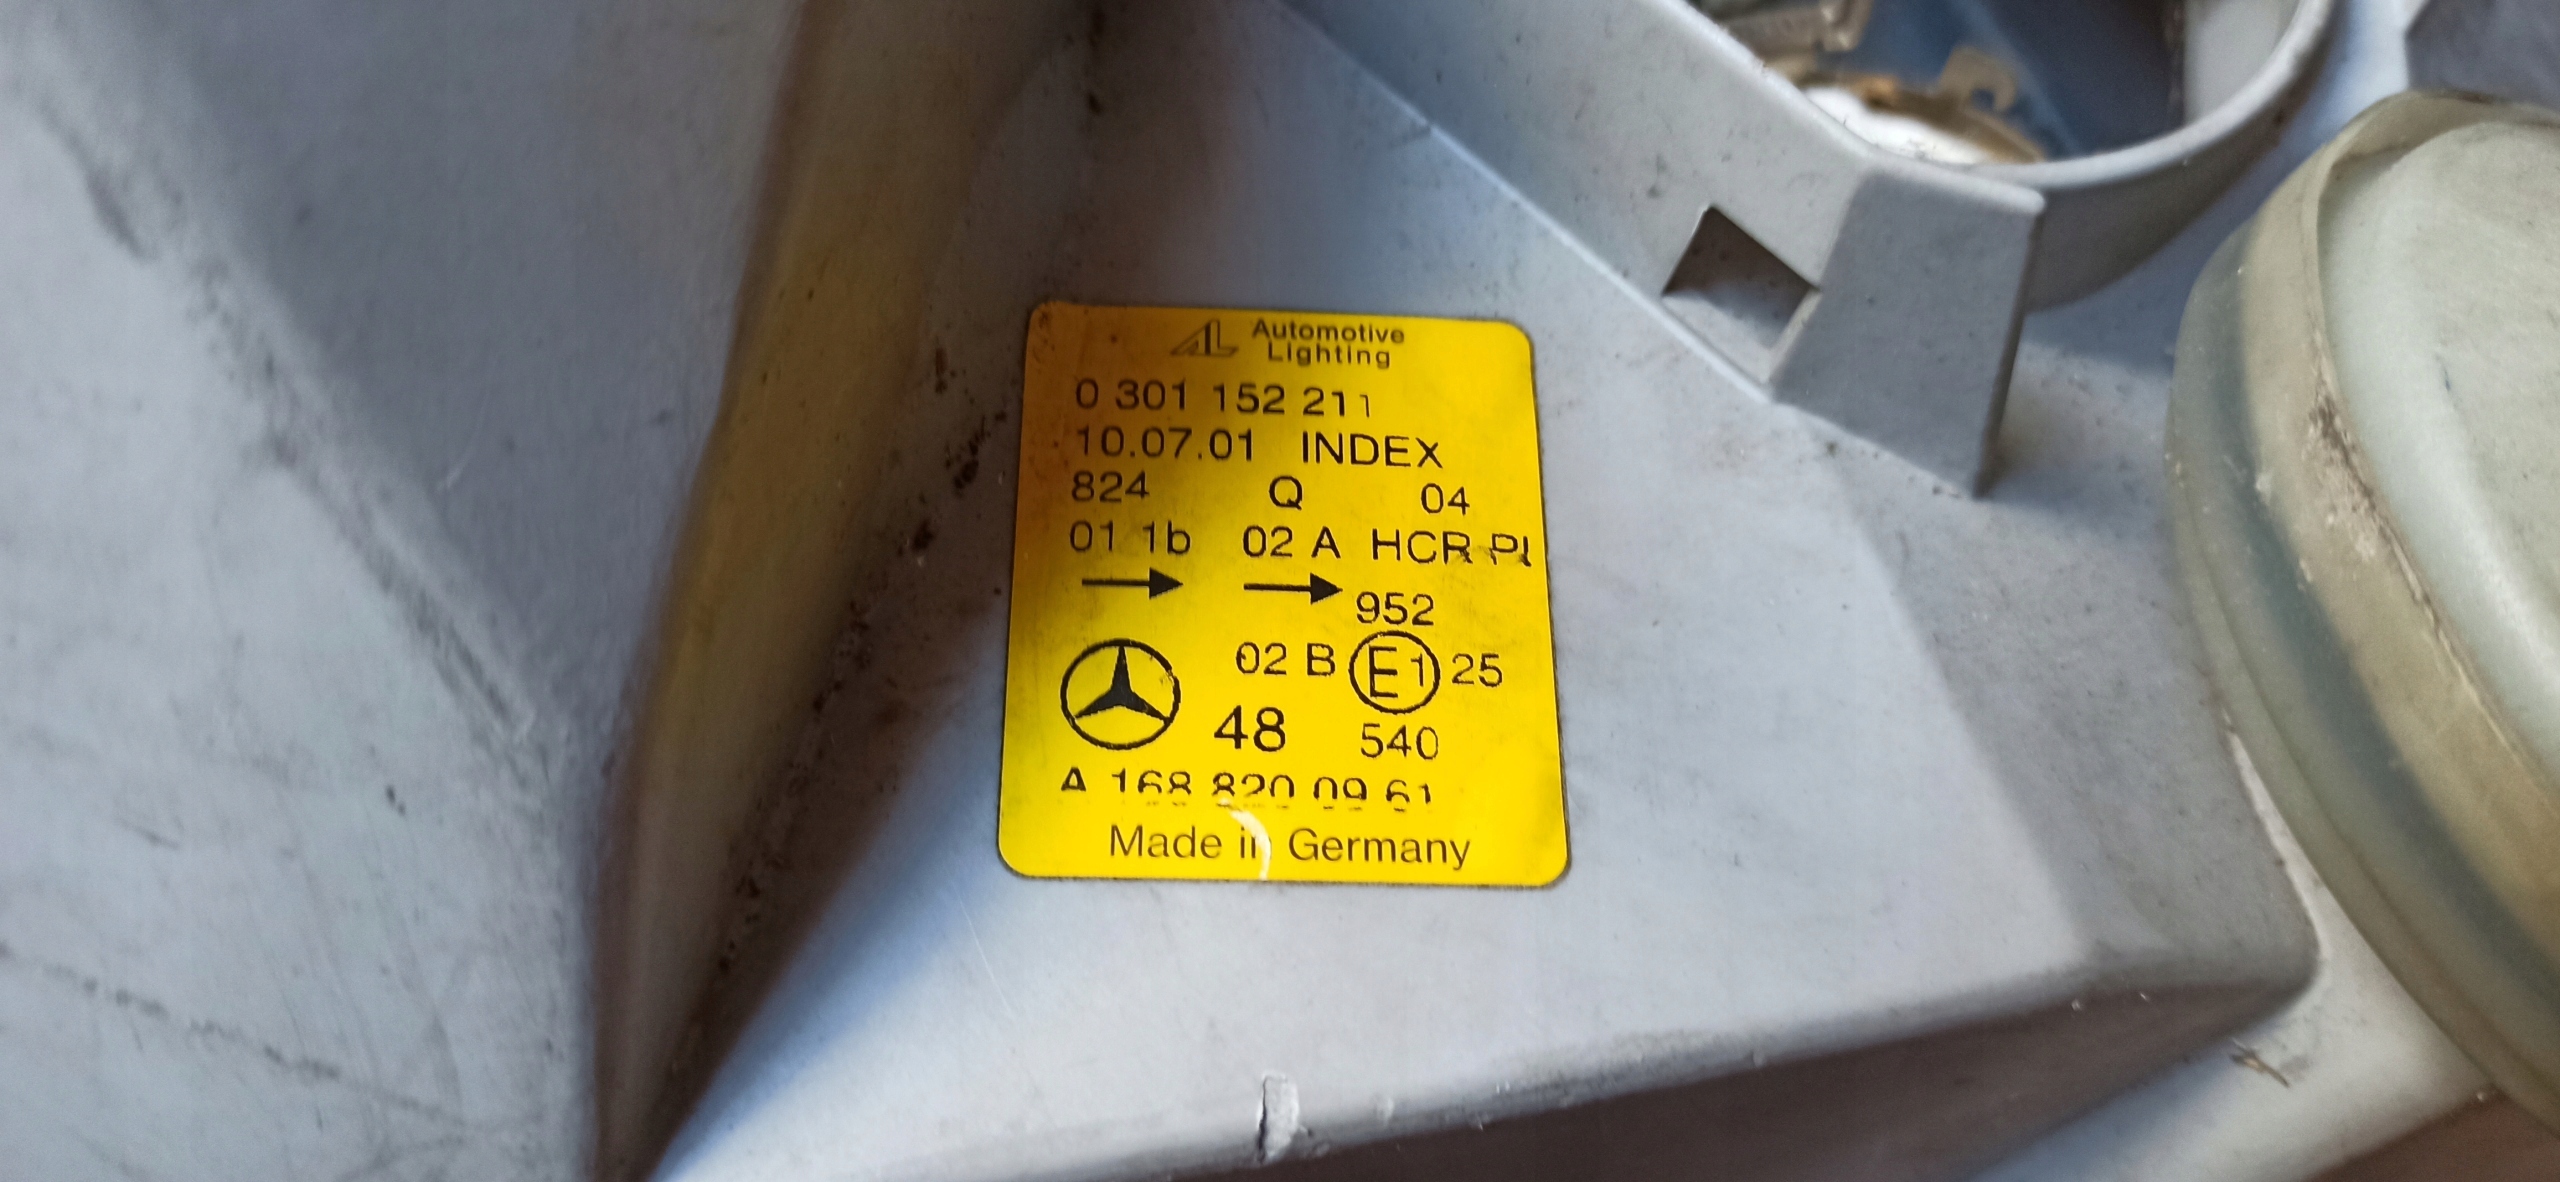 AL Automotive
Lighting
0 301 152 211
10.07.01 INDEX
824 Q 04
01 1b 02 A HCR PL
952
02 B E1 25
48 540
A 168 820 09 61
Made in Germany